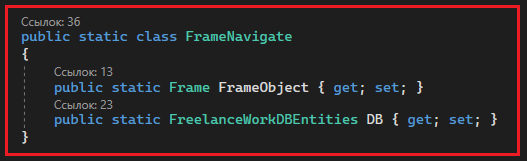 Ссылок: 36
public static class FrameNavigate
{
Ссылок: 13
public static Frame FrameObject { get; set; }
Ссылок: 23
public static FreelanceWorkDBEntities DB { get; set; }
}